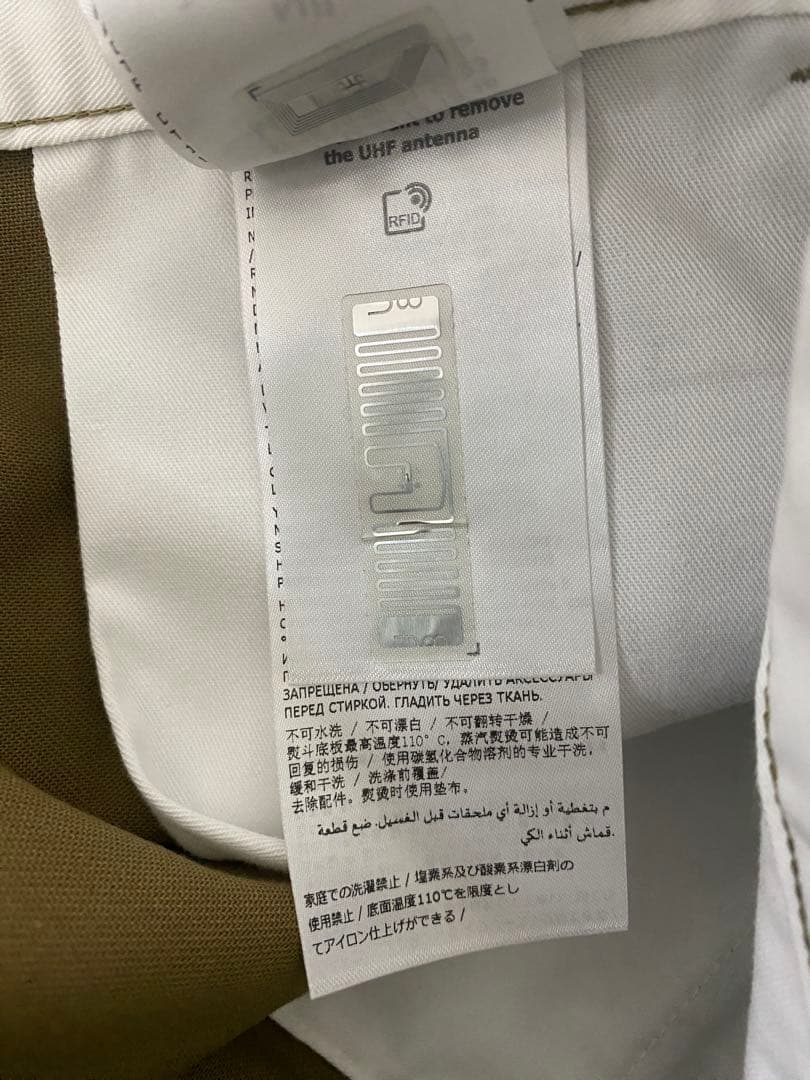 to remove
the UHF antenna
RFID
ЗАПРЕЩЕНА / ОБЕРНУТЬ/ УДАЛИТЬ АКСЕССУАРЫ
ПЕРЕД СТИРКОЙ. ГЛАДИТЬ ЧЕРЕЗ ТКАНЬ.
不可水洗 / 不可漂白 / 不可翻转干燥 /
熨斗底板最高温度110° C, 蒸汽熨烫可能造成不可
回复的损伤 / 使用碳氢化合物溶剂的专业干洗,
缓和干洗 / 洗涤前覆盖/
去除配件。熨烫时使用垫布。
م بتغطية أو إزالة أي ملحقات قبل الغسيل. ضع قطعة
قماش أثناء الكي.
家庭での洗濯禁止 / 塩素系及び酸素系漂白剤の
使用禁止 / 底面温度110℃を限度とし
てアイロン仕上げができる /